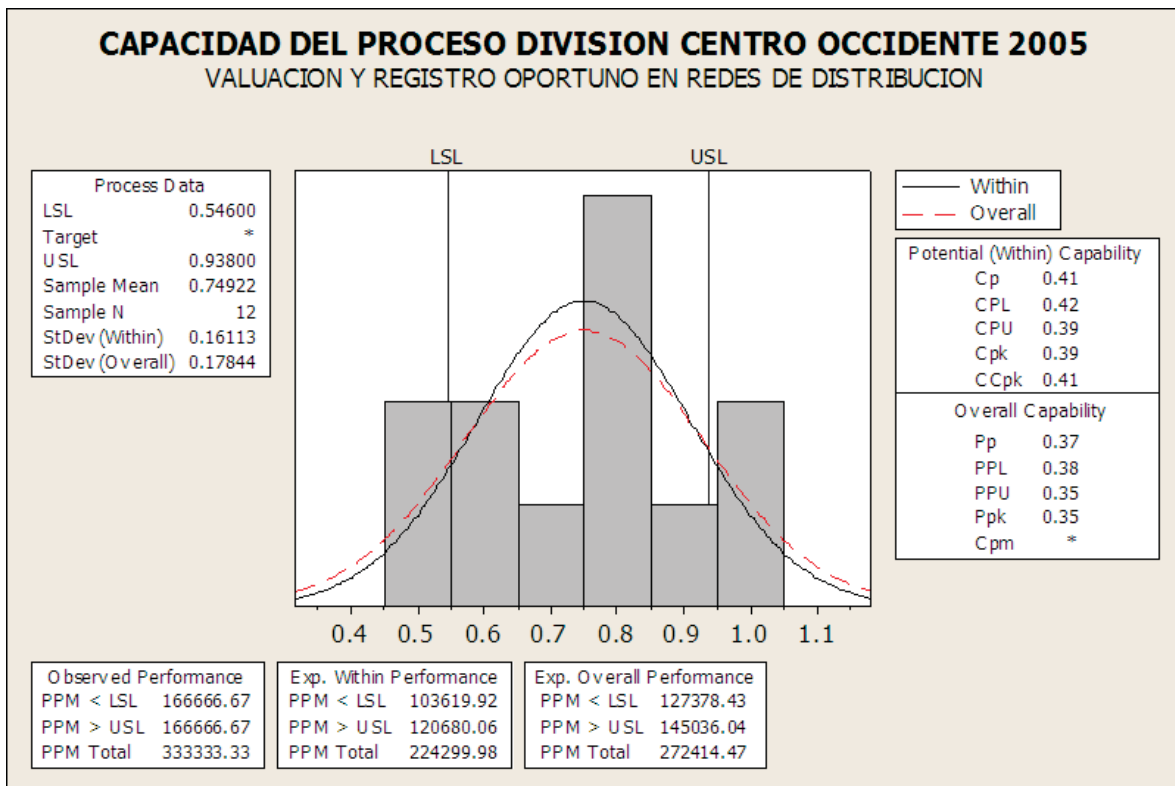 CAPACIDAD DEL PROCESO DIVISION CENTRO OCCIDENTE 2005
VALUACION Y REGISTRO OPORTUNO EN REDES DE DISTRIBUCION
LSL USL
Process Data
LSL 0.54600
Target *
USL 0.93800
Sample Mean 0.74922
Sample N 12
StDev(Within) 0.16113
StDev(Overall) 0.17844
Within
Overall
Potential (Within) Capability
Cp 0.41
CPL 0.42
CPU 0.39
Cpk 0.39
CCpk 0.41
Overall Capability
Pp 0.37
PPL 0.38
PPU 0.35
Ppk 0.35
Cpm *
0.4 0.5 0.6 0.7 0.8 0.9 1.0 1.1
Observed Performance
PPM < LSL 166666.67
PPM > USL 166666.67
PPM Total 333333.33
Exp. Within Performance
PPM < LSL 103619.92
PPM > USL 120680.06
PPM Total 224299.98
Exp. Overall Performance
PPM < LSL 127378.43
PPM > USL 145036.04
PPM Total 272414.47